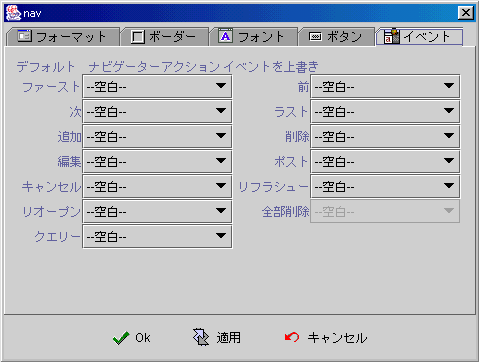 nav
フォーマット ボーダー フォント ボタン イベント
デフォルト ナビゲーターアクションイベントを上書き
ファースト --空白-- 前 --空白--
次 --空白-- ラスト --空白--
追加 --空白-- 削除 --空白--
編集 --空白-- ポスト --空白--
キャンセル --空白-- リフラシュー --空白--
リオープン --空白-- 全部削除 --空白--
クエリー --空白--
Ok 適用 キャンセル